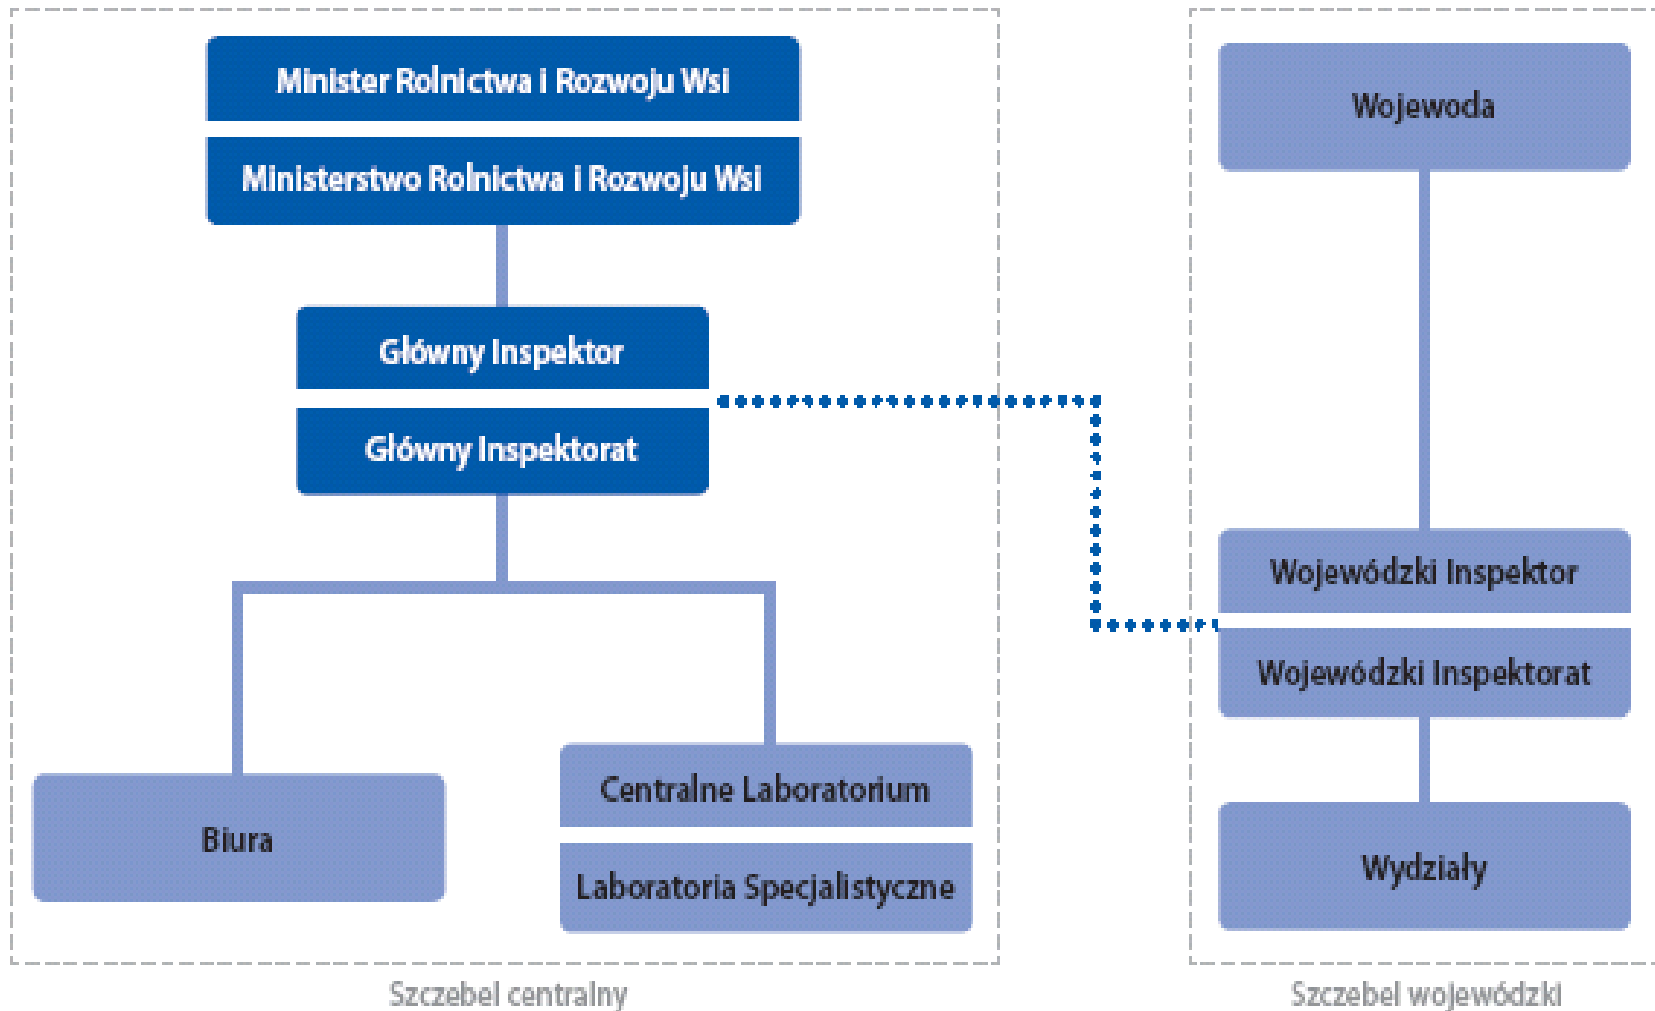 Minister Rolnictwa i Rozwoju Wsi
Ministerstwo Rolnictwa i Rozwoju Wsi
Główny Inspektor
Główny Inspektorat
Biura
Centralne Laboratorium
Laboratoria Specjalistyczne
Szczebel centralny
Wojewoda
Wojewódzki Inspektor
Wojewódzki Inspektorat
Wydziały
Szczebel wojewódzki